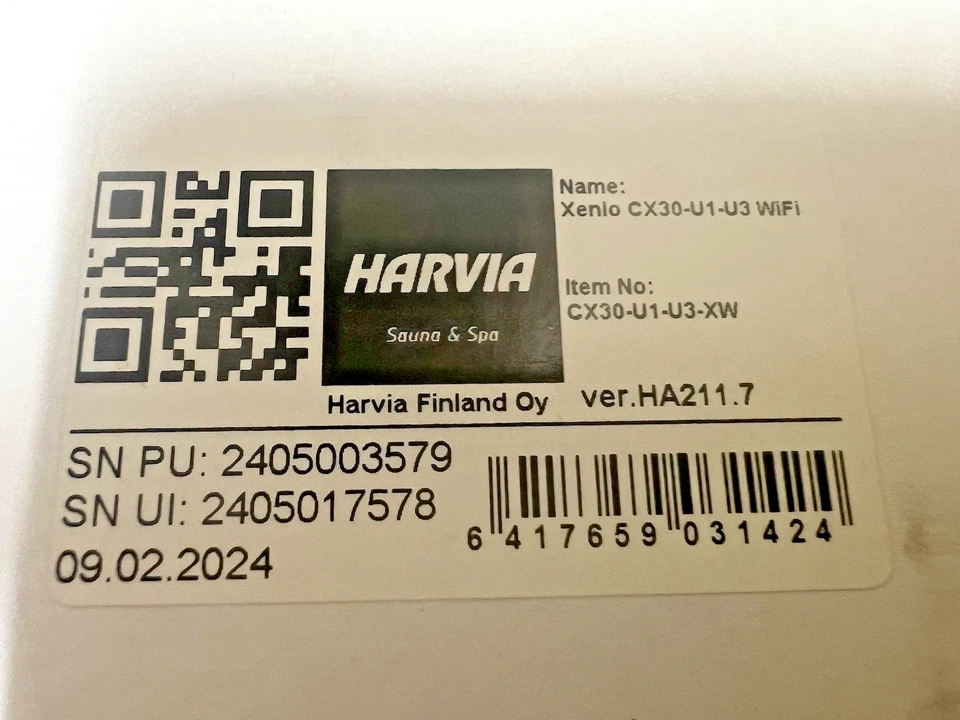 HARVIA
Sauna & Spa
Harvia Finland Oy
Name:
Xenio CX30-U1-U3 WiFi
Item No:
CX30-U1-U3-XW
ver.HA211.7
SN PU: 2405003579
SN UI: 2405017578
09.02.2024
6 417659 031424